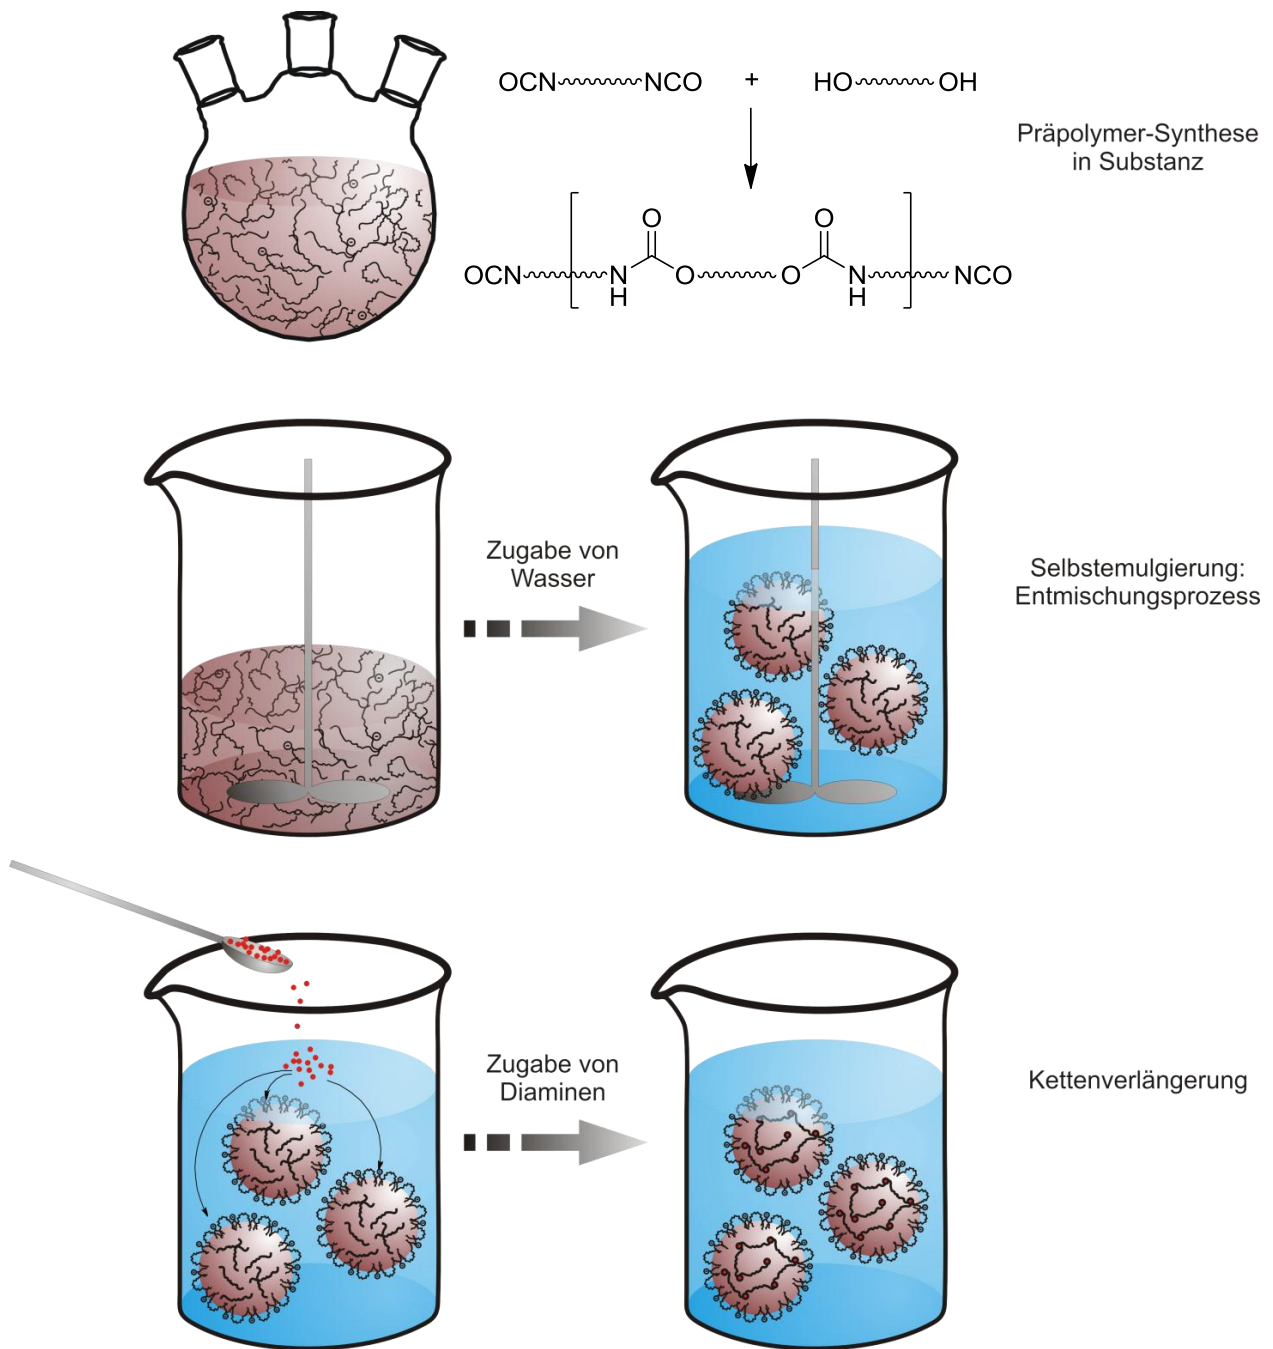 OCN NCO + HO OH
Präpolymer-Synthese
in Substanz
O O
OCN N O O N NCO
H H
Zugabe von
Wasser
Selbstemulgierung:
Entmischungsprozess
Zugabe von
Diaminen
Kettenverlängerung